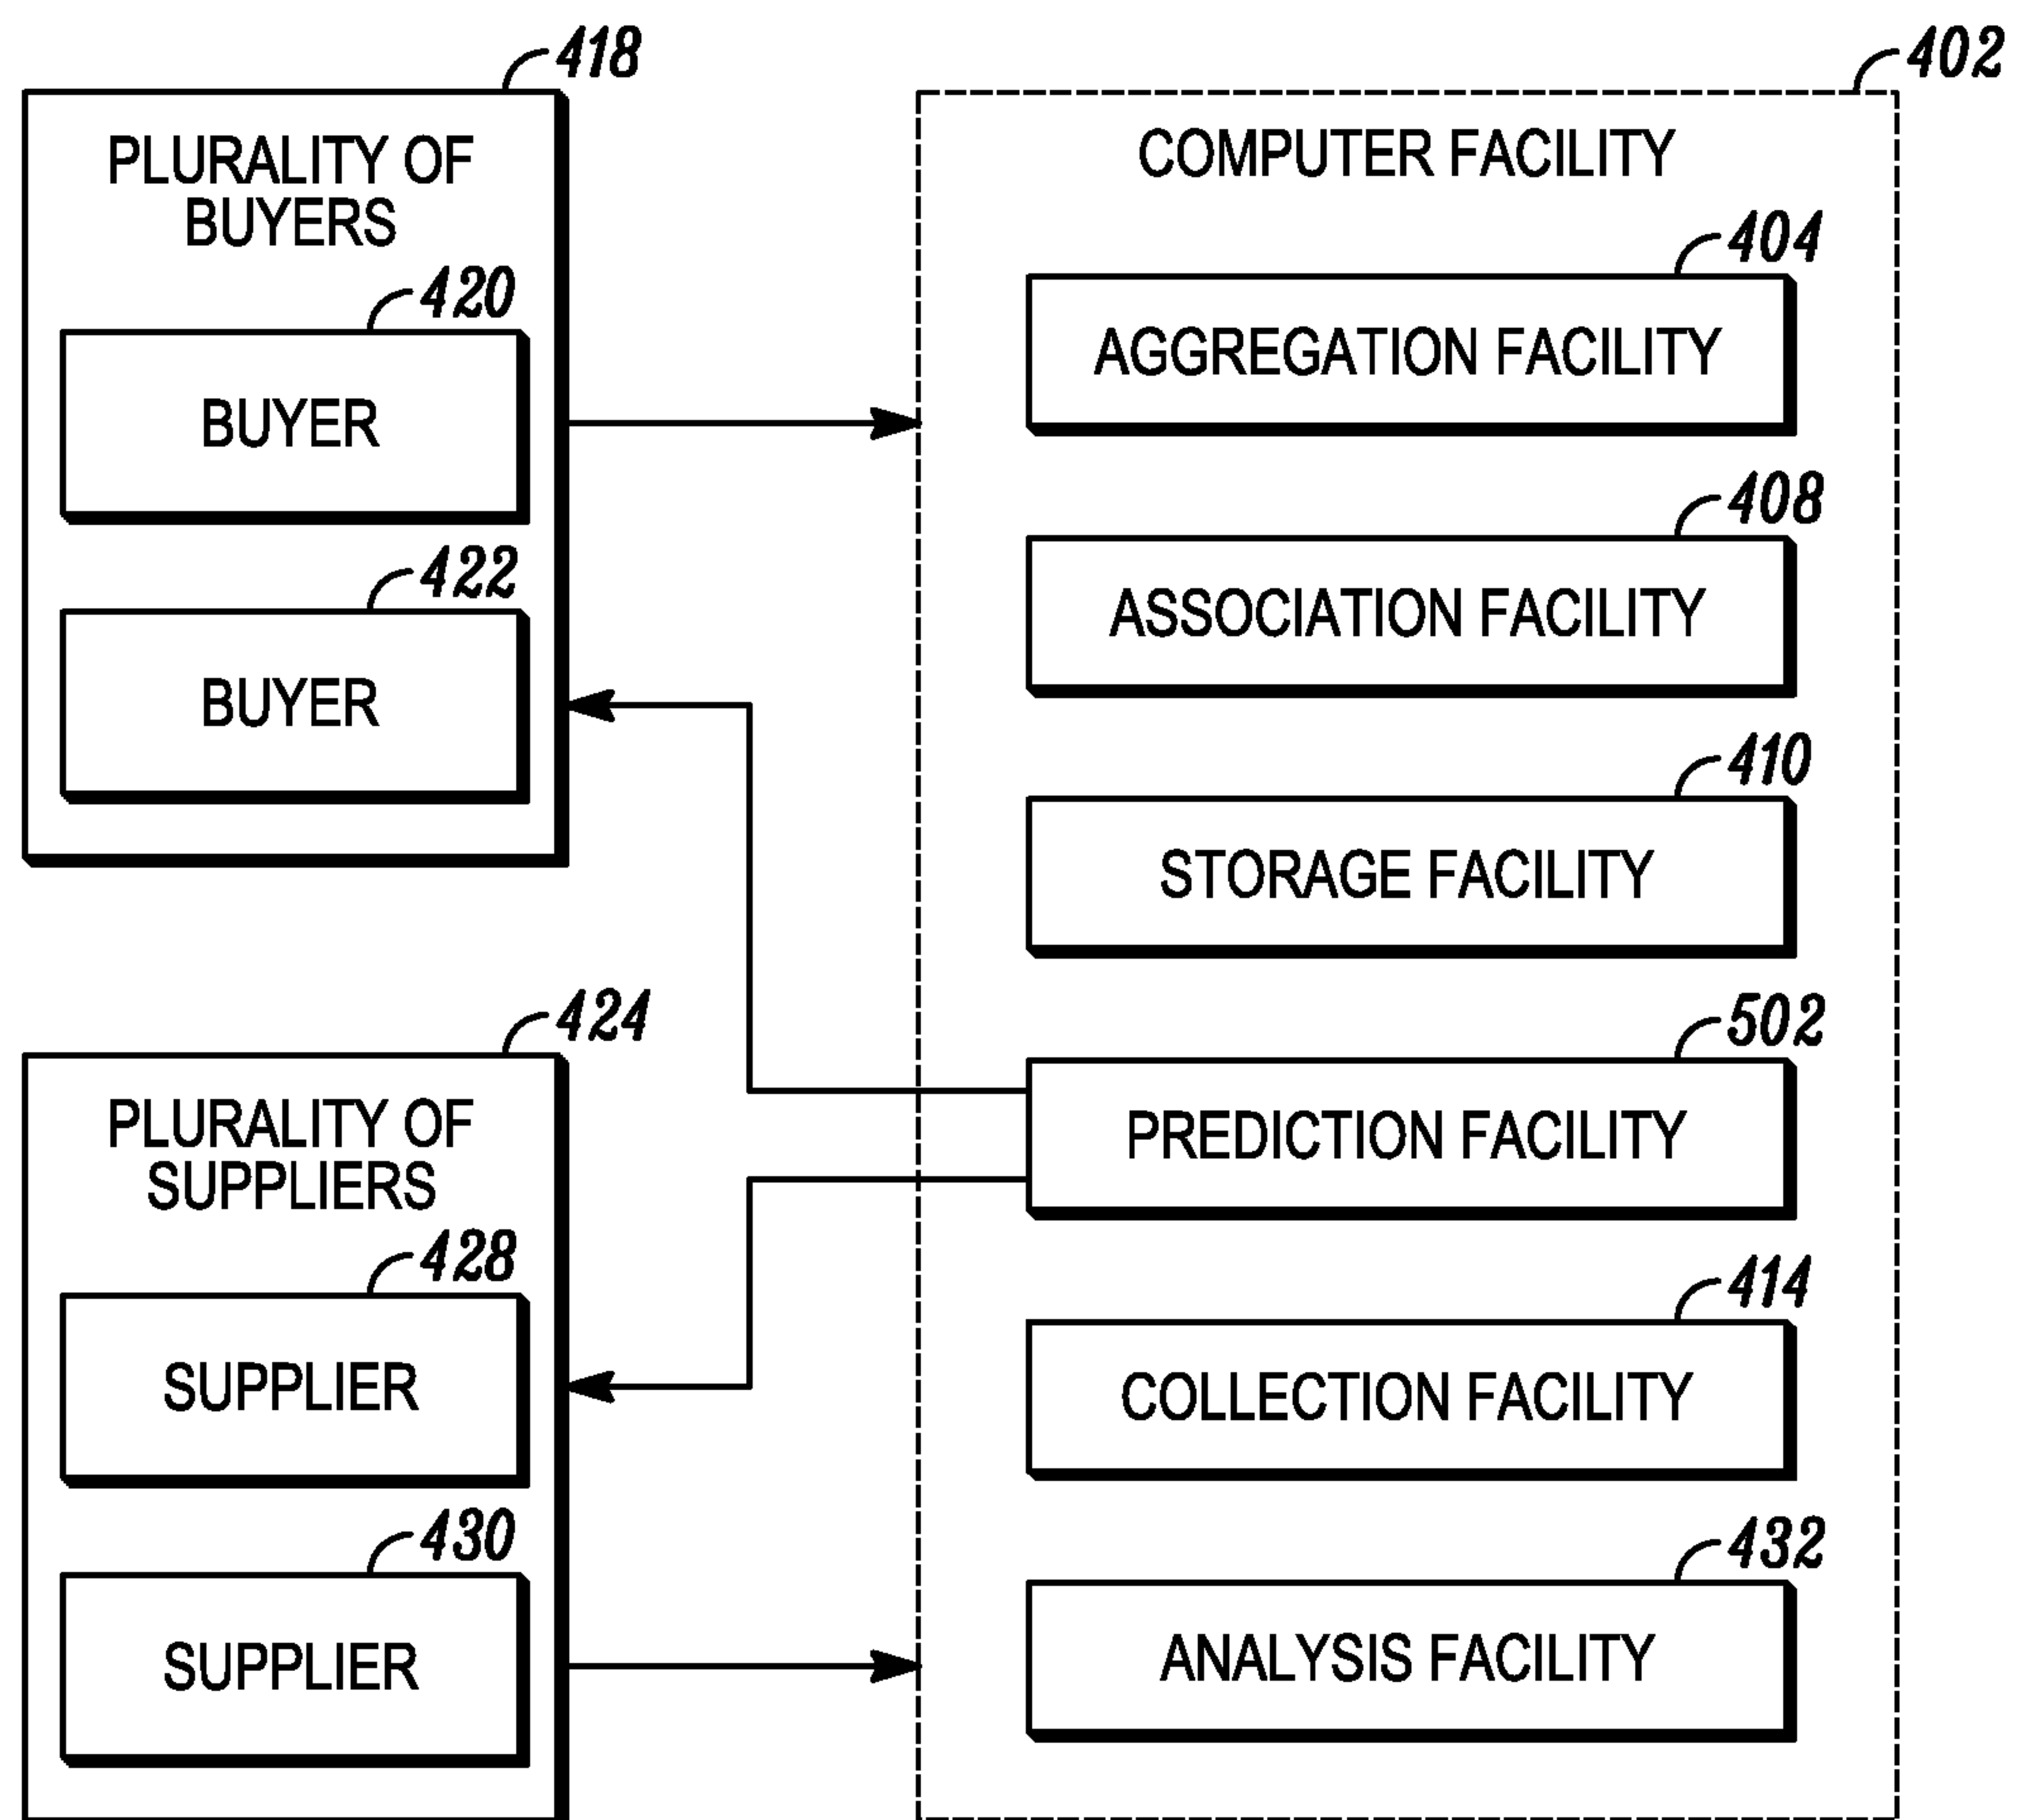 418
PLURALITY OF
BUYERS
420
BUYER
422
BUYER
424
PLURALITY OF
SUPPLIERS
428
SUPPLIER
430
SUPPLIER
402
COMPUTER FACILITY
404
AGGREGATION FACILITY
408
ASSOCIATION FACILITY
410
STORAGE FACILITY
502
PREDICTION FACILITY
414
COLLECTION FACILITY
432
ANALYSIS FACILITY